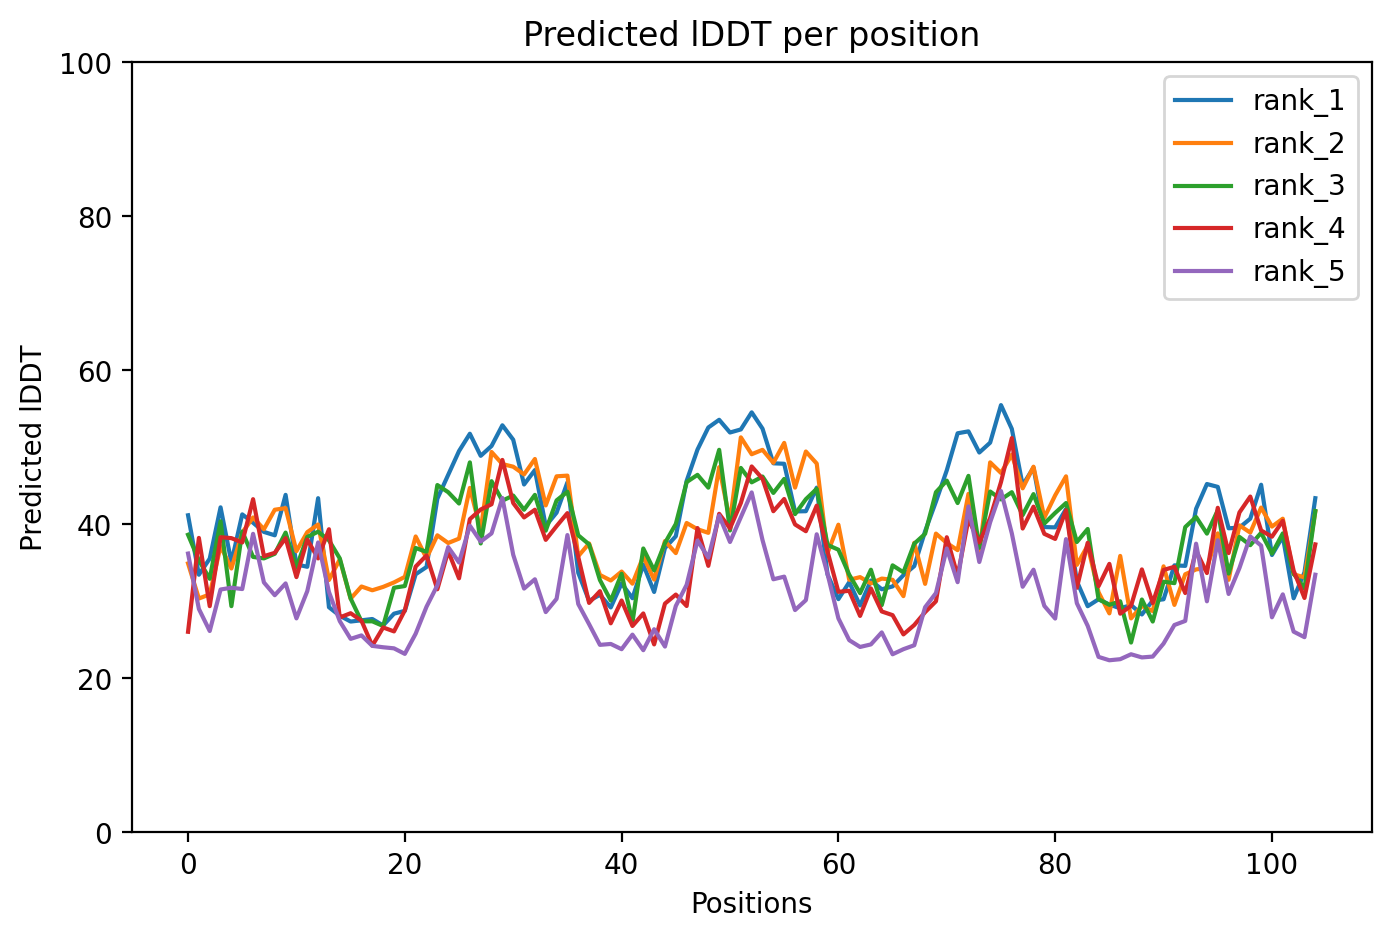 Predicted lDDT per position
100
80
60
40
20
0
Predicted lDDT
0 20 40 60 80 100
Positions
rank_1
rank_2
rank_3
rank_4
rank_5